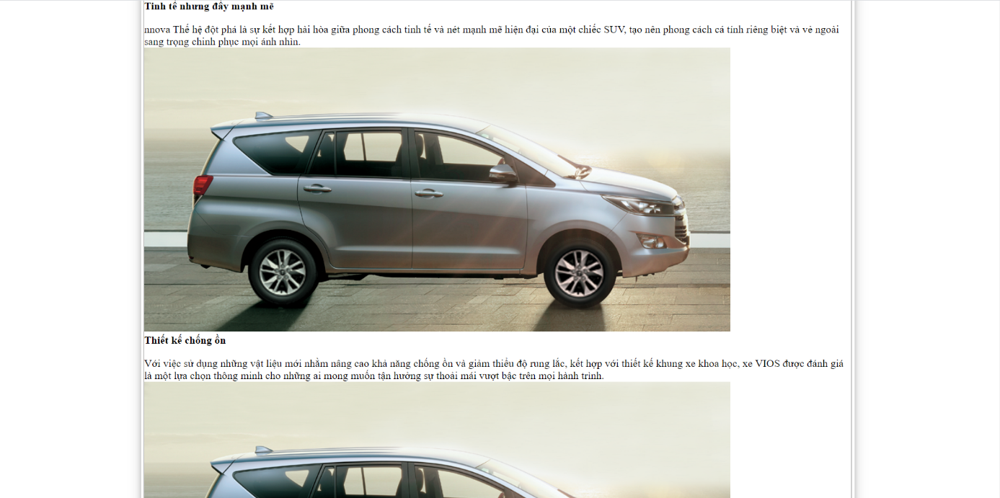 Tinh tế nhưng đầy mạnh mẽ
nnova Thế hệ đột phá là sự kết hợp hải hòa giữa phong cách tinh tế và nét mạnh mẽ hiện đại của một chiếc SUV, tạo nên phong cách cá tính riêng biệt và vẻ ngoài
sang trọng chinh phục mọi ánh nhìn.
Thiết kế chống ồn
Với việc sử dụng những vật liệu mới nhằm nâng cao khả năng chống ồn và giảm thiểu độ rung lắc, kết hợp với thiết kế khung xe khoa học, xe VIOS được đánh giá
là một lựa chọn thông minh cho những ai mong muốn tận hưởng sự thoải mái vượt bậc trên mọi hành trình.